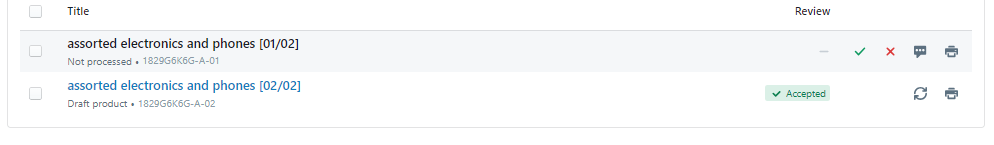 Title Review
assorted electronics and phones [01/02]
Not processed • 1829G6K6G-A-01
assorted electronics and phones [02/02]
Accepted
Draft product • 1829G6K6G-A-02